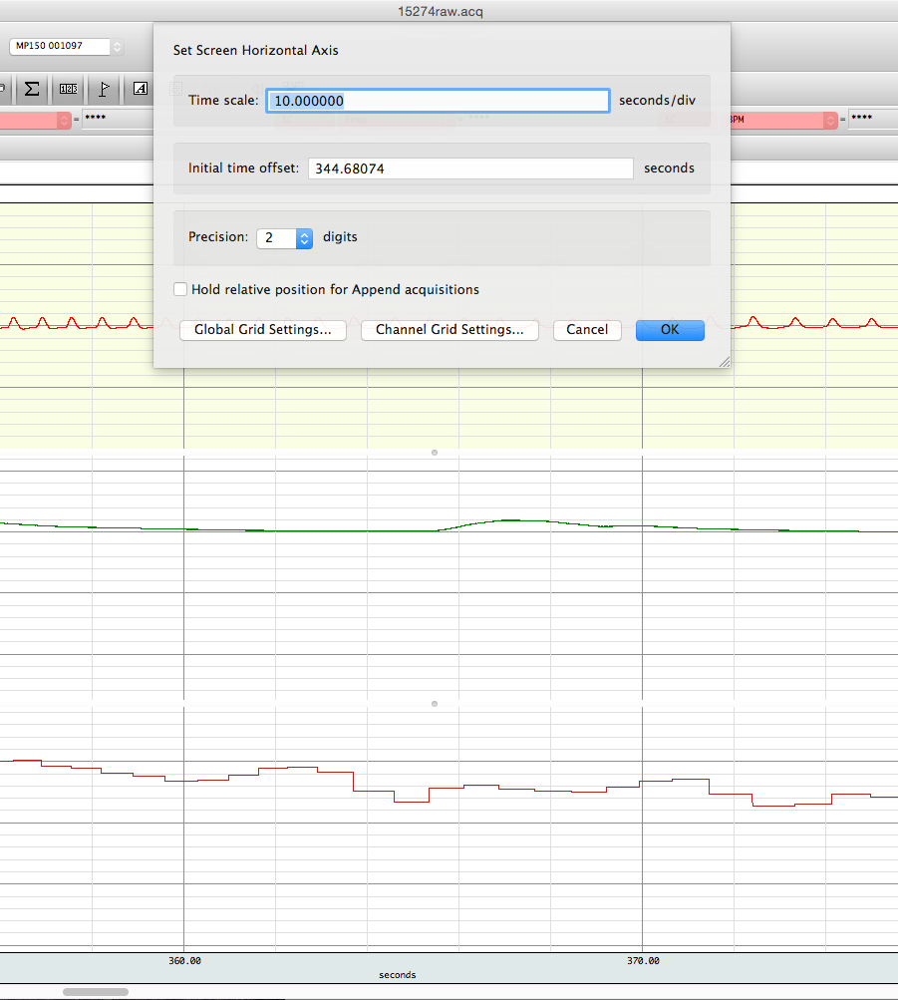 15274raw.acq
MP150 001097
Set Screen Horizontal Axis
Time scale: 10.000000 seconds/div
= ****
BPM = ****
Initial time offset: 344.68074 seconds
Precision: 2 digits
Hold relative position for Append acquisitions
Global Grid Settings... Channel Grid Settings... Cancel OK
360.00 370.00
seconds